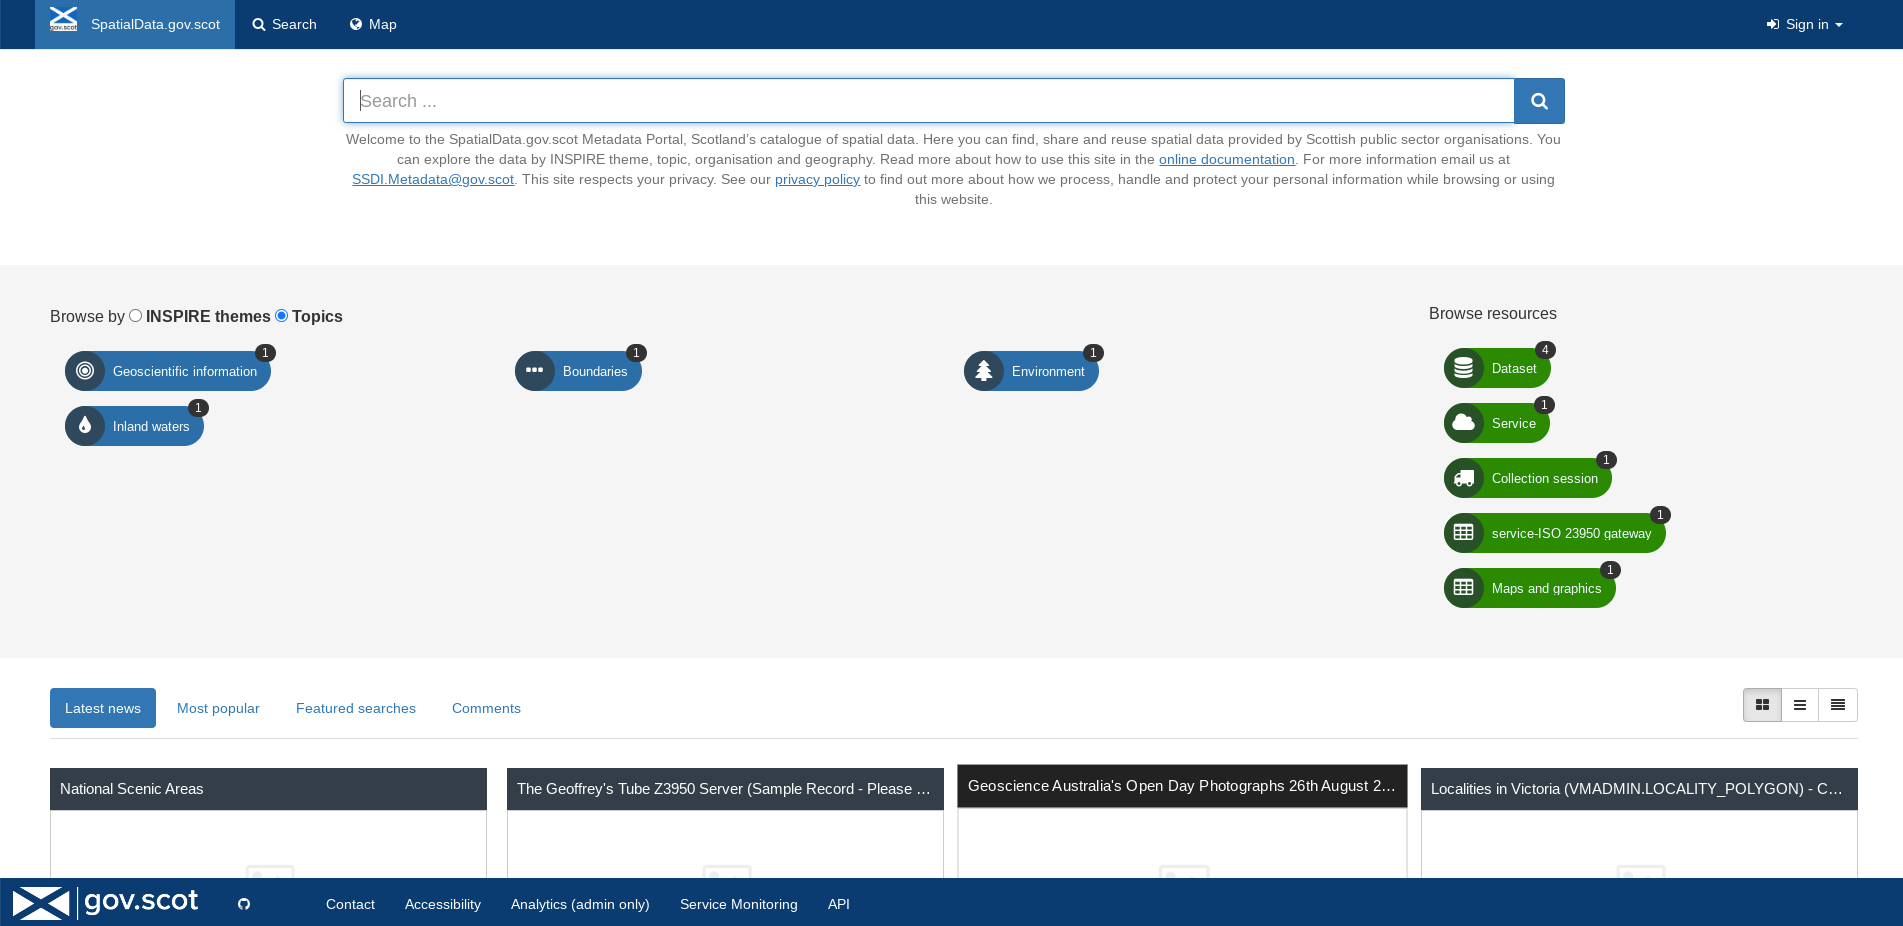 gov.scot SpatialData.gov.scot Search Map Sign in
Search ...
Welcome to the SpatialData.gov.scot Metadata Portal, Scotland’s catalogue of spatial data. Here you can find, share and reuse spatial data provided by Scottish public sector organisations. You
can explore the data by INSPIRE theme, topic, organisation and geography. Read more about how to use this site in the online documentation. For more information email us at
SSDI.Metadata@gov.scot. This site respects your privacy. See our privacy policy to find out more about how we process, handle and protect your personal information while browsing or using
this website.
Browse by INSPIRE themes Topics
Geoscientific information 1
Boundaries 1
Environment 1
Inland waters 1
Browse resources
Dataset 4
Service 1
Collection session 1
service-ISO 23950 gateway 1
Maps and graphics 1
Latest news Most popular Featured searches Comments
National Scenic Areas
The Geoffrey's Tube Z3950 Server (Sample Record - Please ...
Geoscience Australia's Open Day Photographs 26th August 2...
Localities in Victoria (VMADMIN.LOCALITY_POLYGON) - C...
gov.scot Contact Accessibility Analytics (admin only) Service Monitoring API